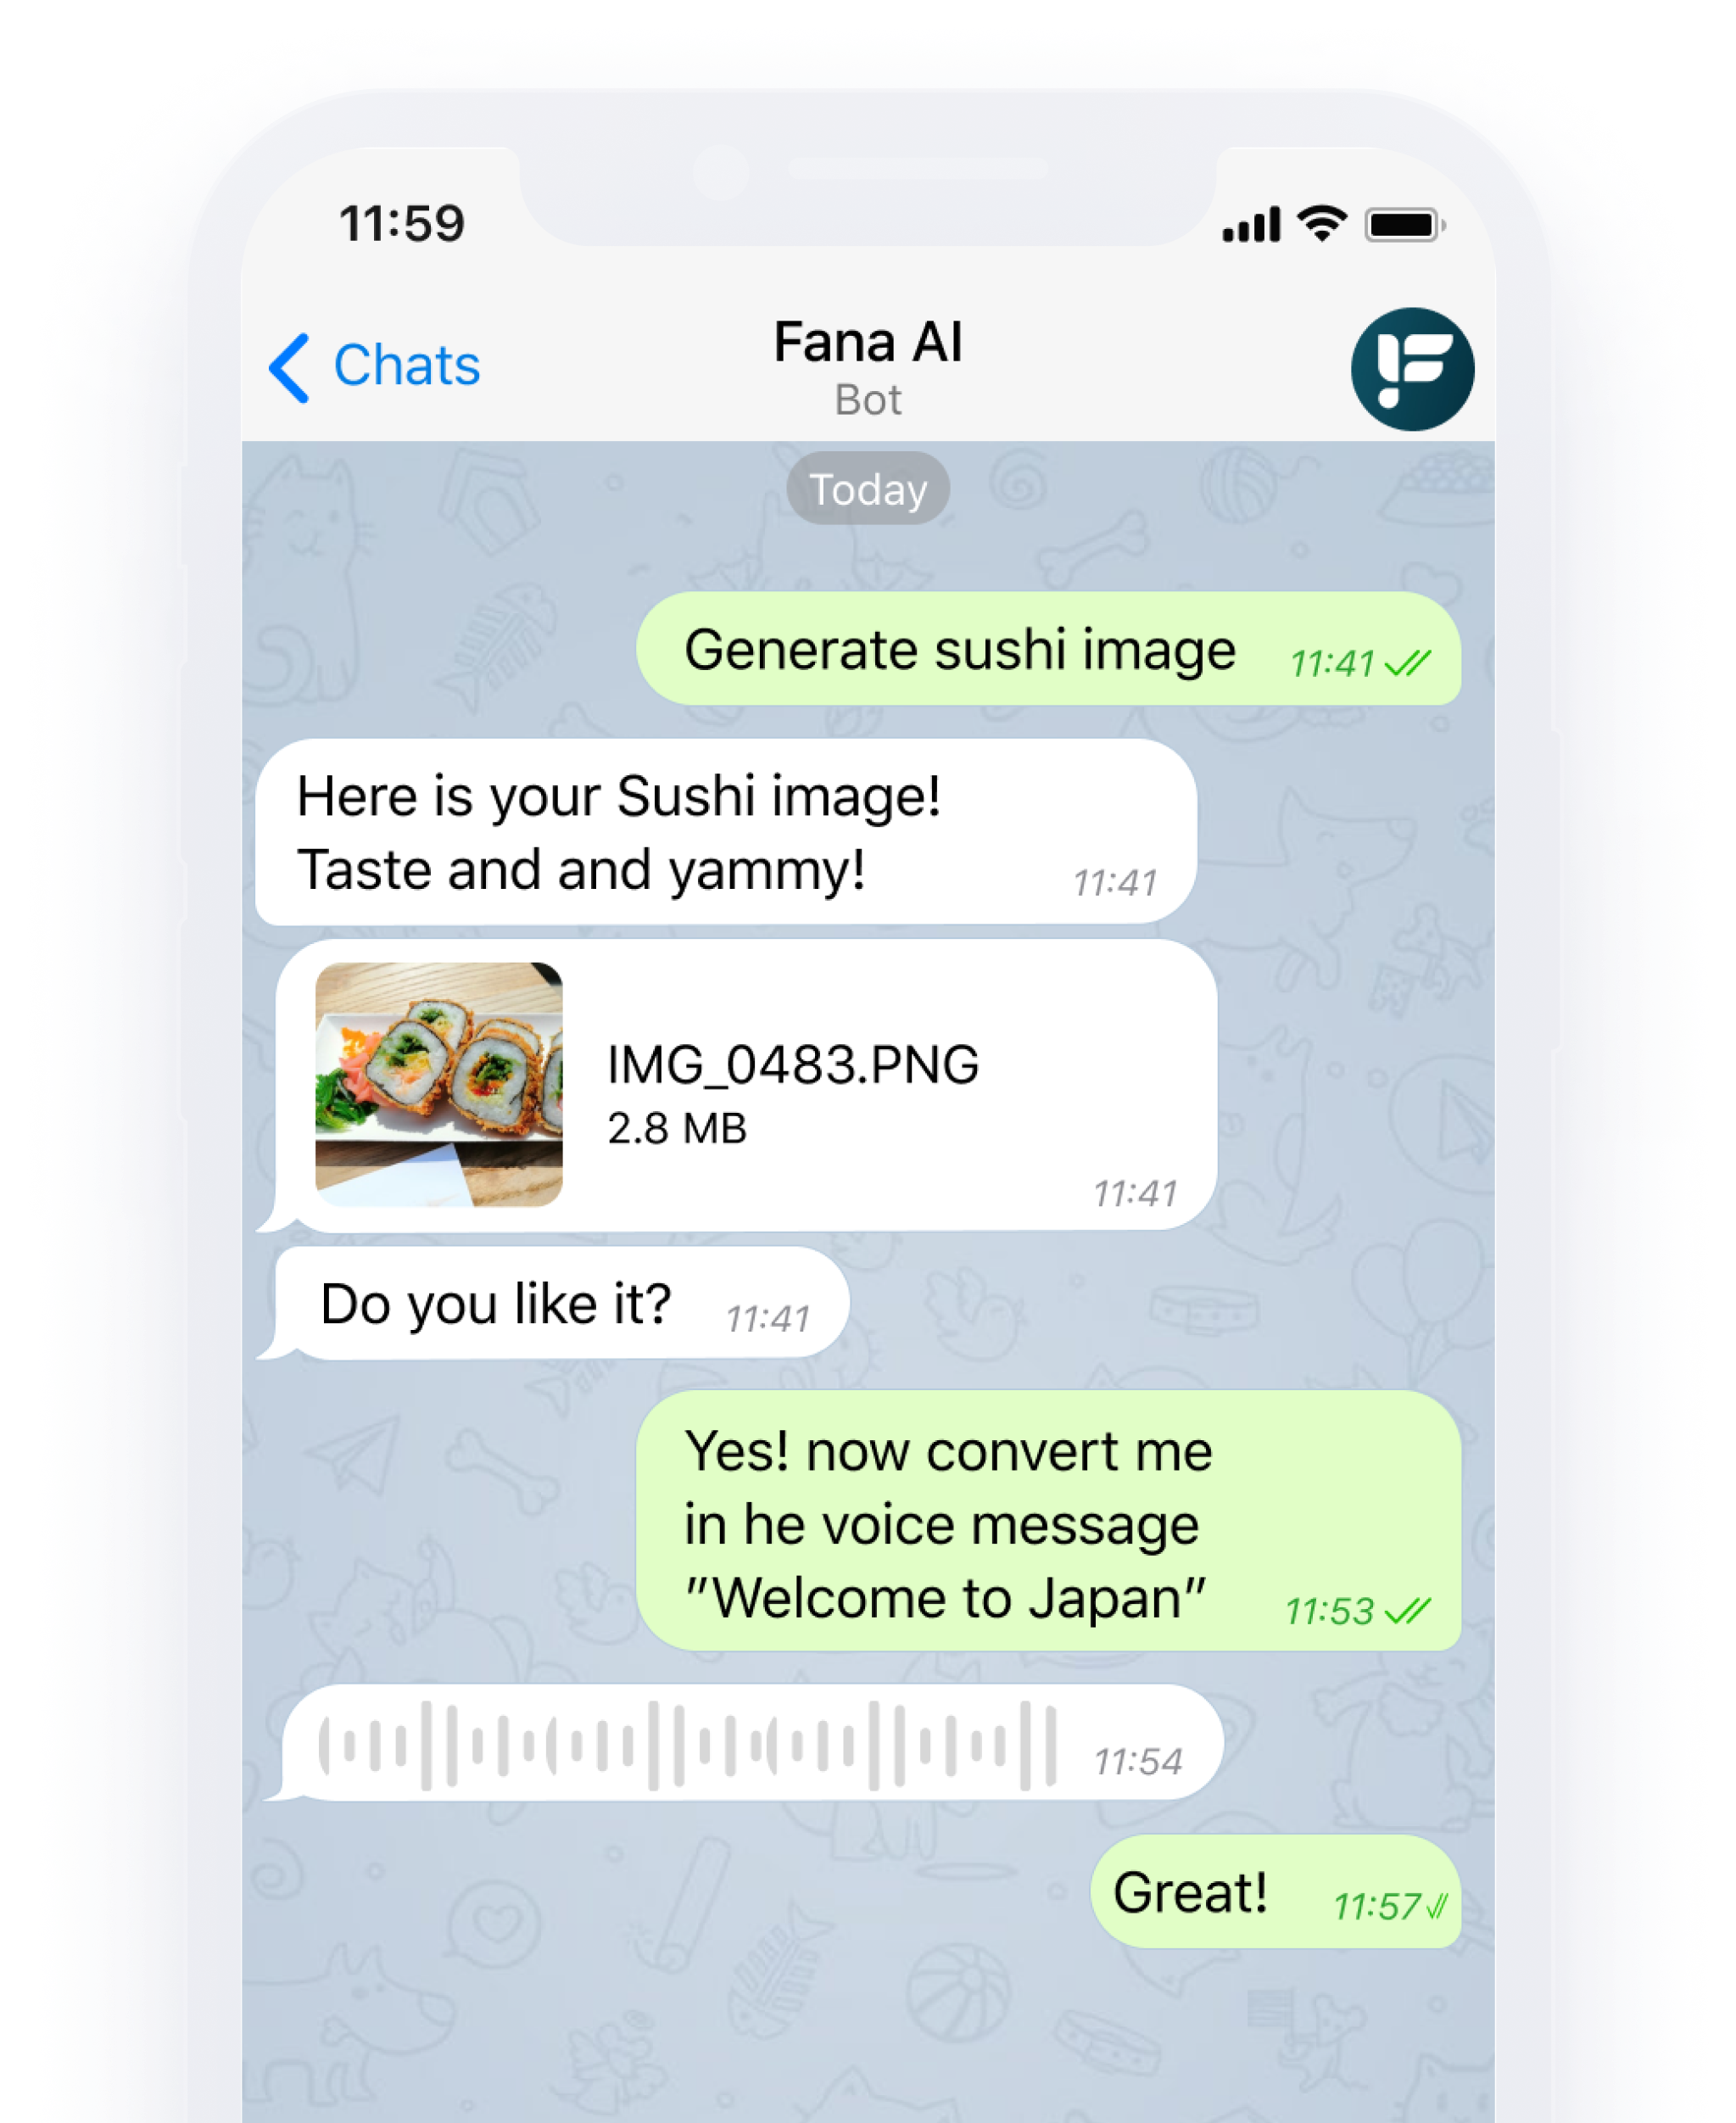 11:59
Chats
Fana AI
Bot
Today
Generate sushi image 11:41
Here is your Sushi image!
Taste and and yammy! 11:41
IMG_0483.PNG
2.8 MB
11:41
Do you like it? 11:41
Yes! now convert me
in he voice message
"Welcome to Japan" 11:53
11:54
Great! 11:57